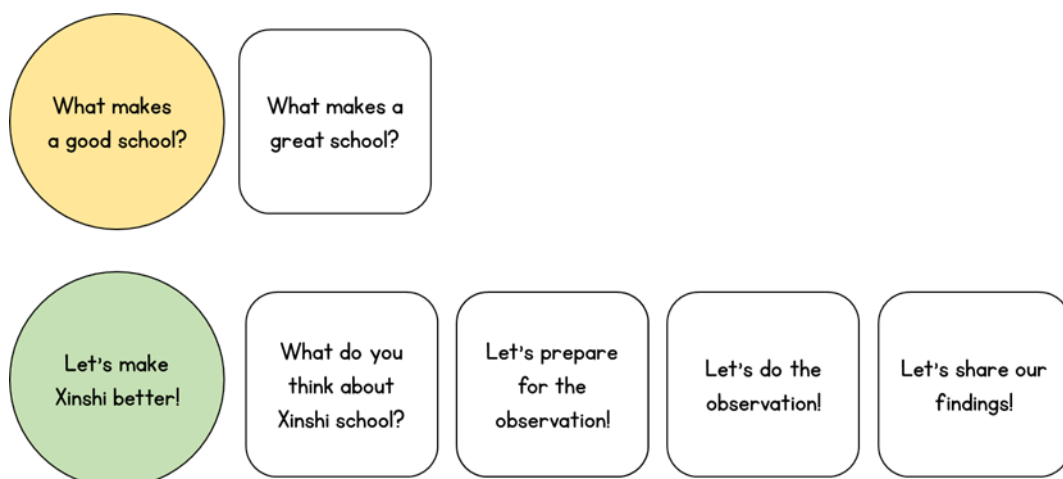 What makes
a good school?
What makes a
great school?
Let's make
Xinshi better!
What do you
think about
Xinshi school?
Let's prepare
for the
observation!
Let's do the
observation!
Let's share our
findings!